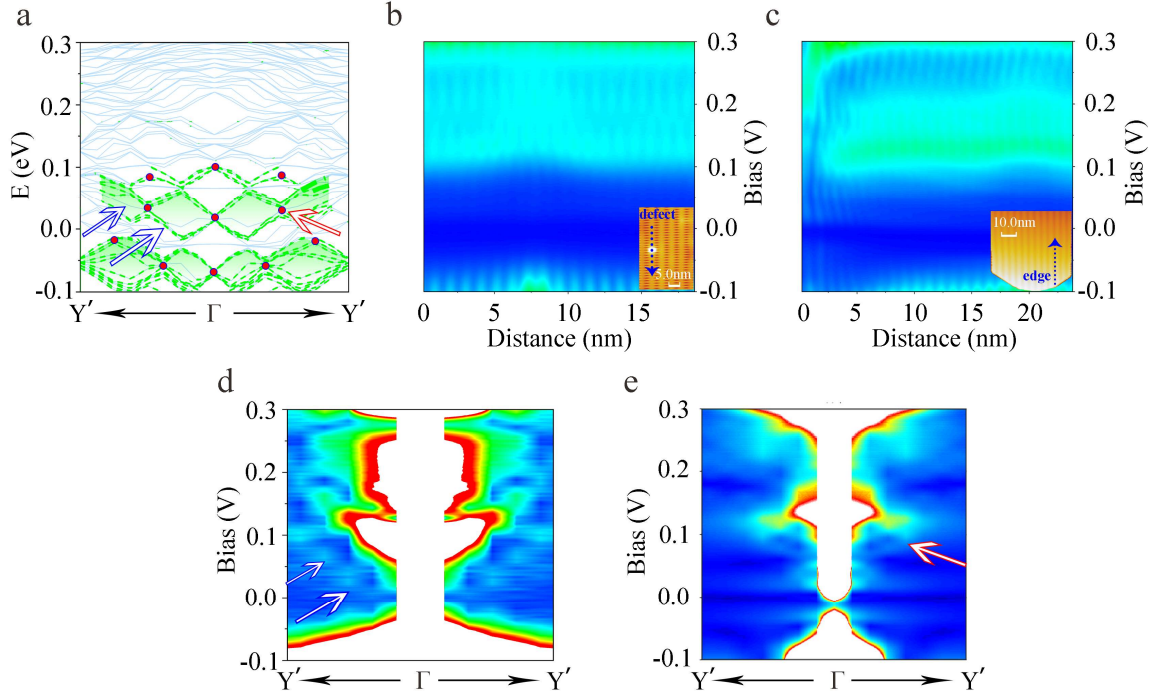 a
b
c
0.3
0.2
0.1
0.0
-0.1
E (eV)
Y′ Γ Y′
0.3
0.2
0.1
0.0
-0.1
Bias (V)
0 5 10 15
Distance (nm)
defect
5.0nm
0.3
0.2
0.1
0.0
-0.1
Bias (V)
0 5 10 15 20
Distance (nm)
10.0nm
edge
d
e
0.3
0.2
0.1
0.0
-0.1
Bias (V)
Y′ Γ Y′
0.3
0.2
0.1
0.0
-0.1
Bias (V)
Y′ Γ Y′